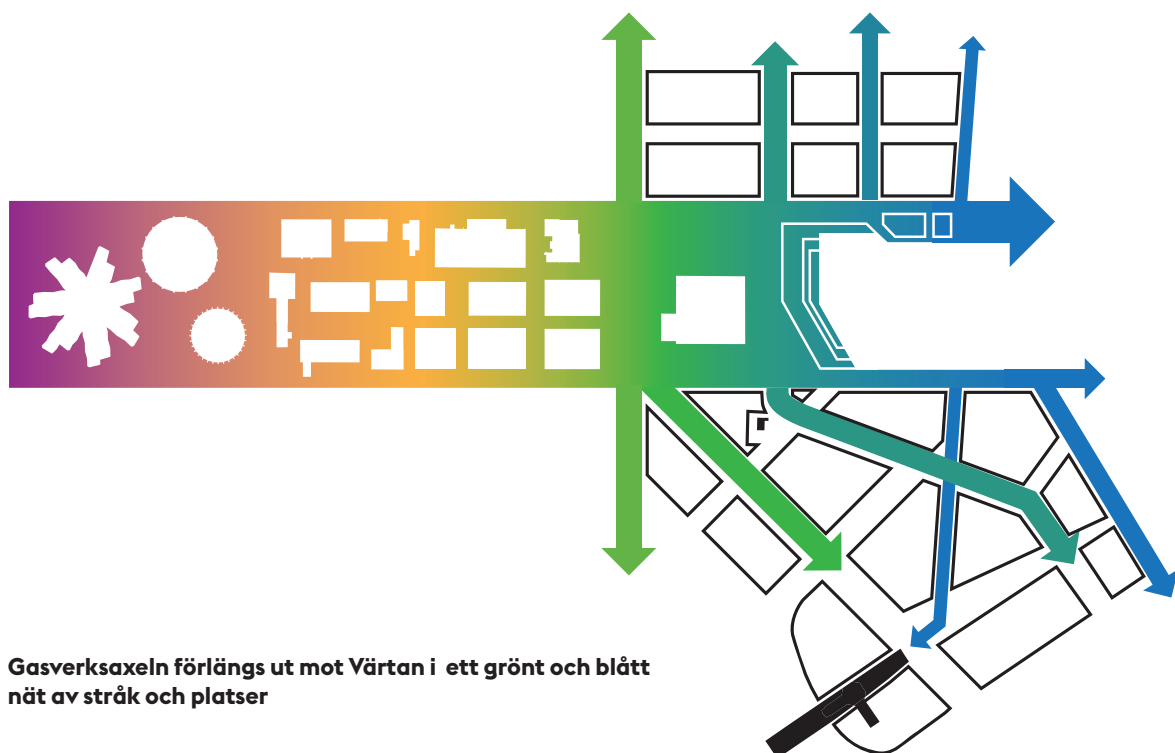 Gasverksaxeln förlängs ut mot Värtan i ett grönt och blått
nät av stråk och platser